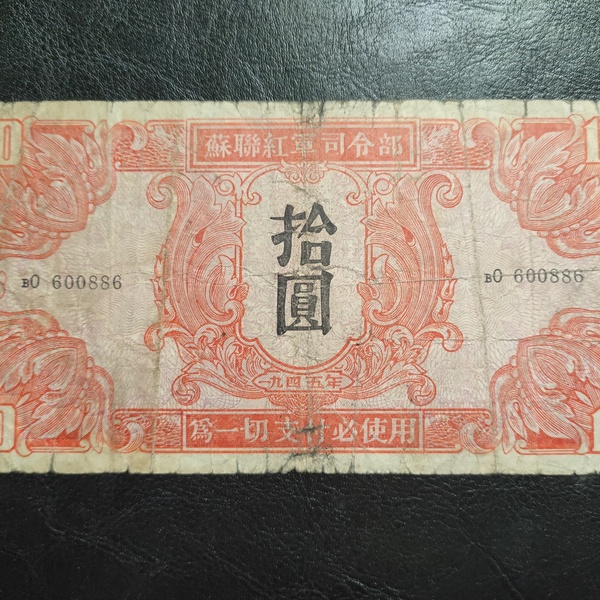 蘇聯紅軍司令部
拾圓
вО 600886
вО 600886
一九四五年
爲一切支付必使用